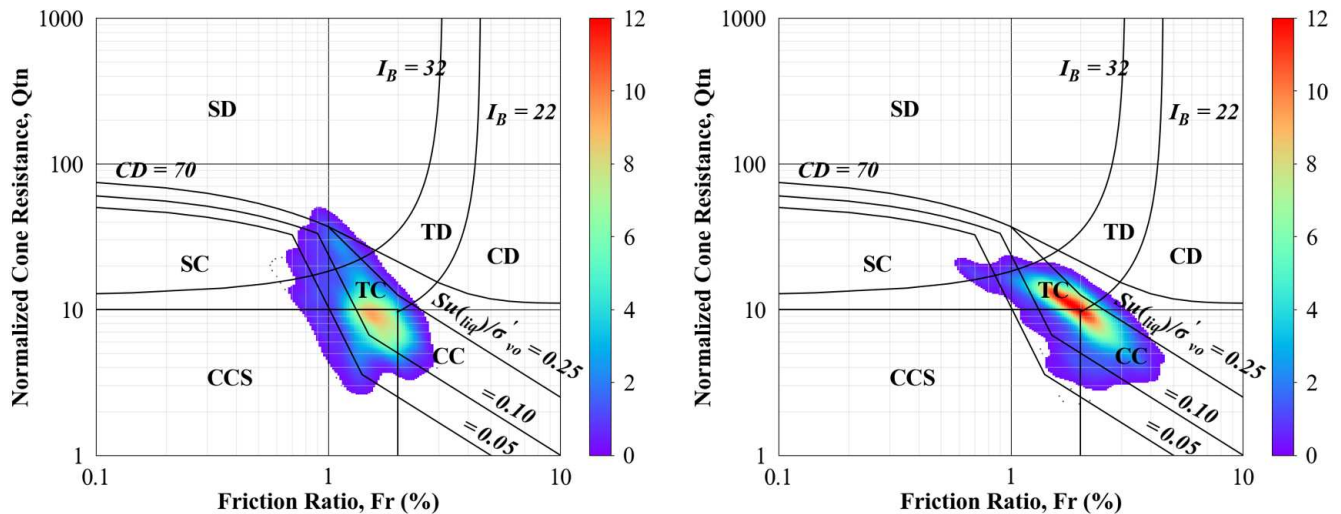 Normalized Cone Resistance, Qtn
1000
100
10
1
0.1
1
10
Friction Ratio, Fr (%)
I_B = 32
I_B = 22
SD
CD = 70
TD
CD
SC
TC
Su(liq)/σ'vo = 0.25
CC
CCS
=0.10
=0.05
12
10
8
6
4
2
0
Normalized Cone Resistance, Qtn
1000
100
10
1
0.1
1
10
Friction Ratio, Fr (%)
I_B = 32
I_B = 22
SD
CD = 70
TD
CD
SC
TC
Su(liq)/σ'vo = 0.25
CC
CCS
=0.10
=0.05
12
10
8
6
4
2
0